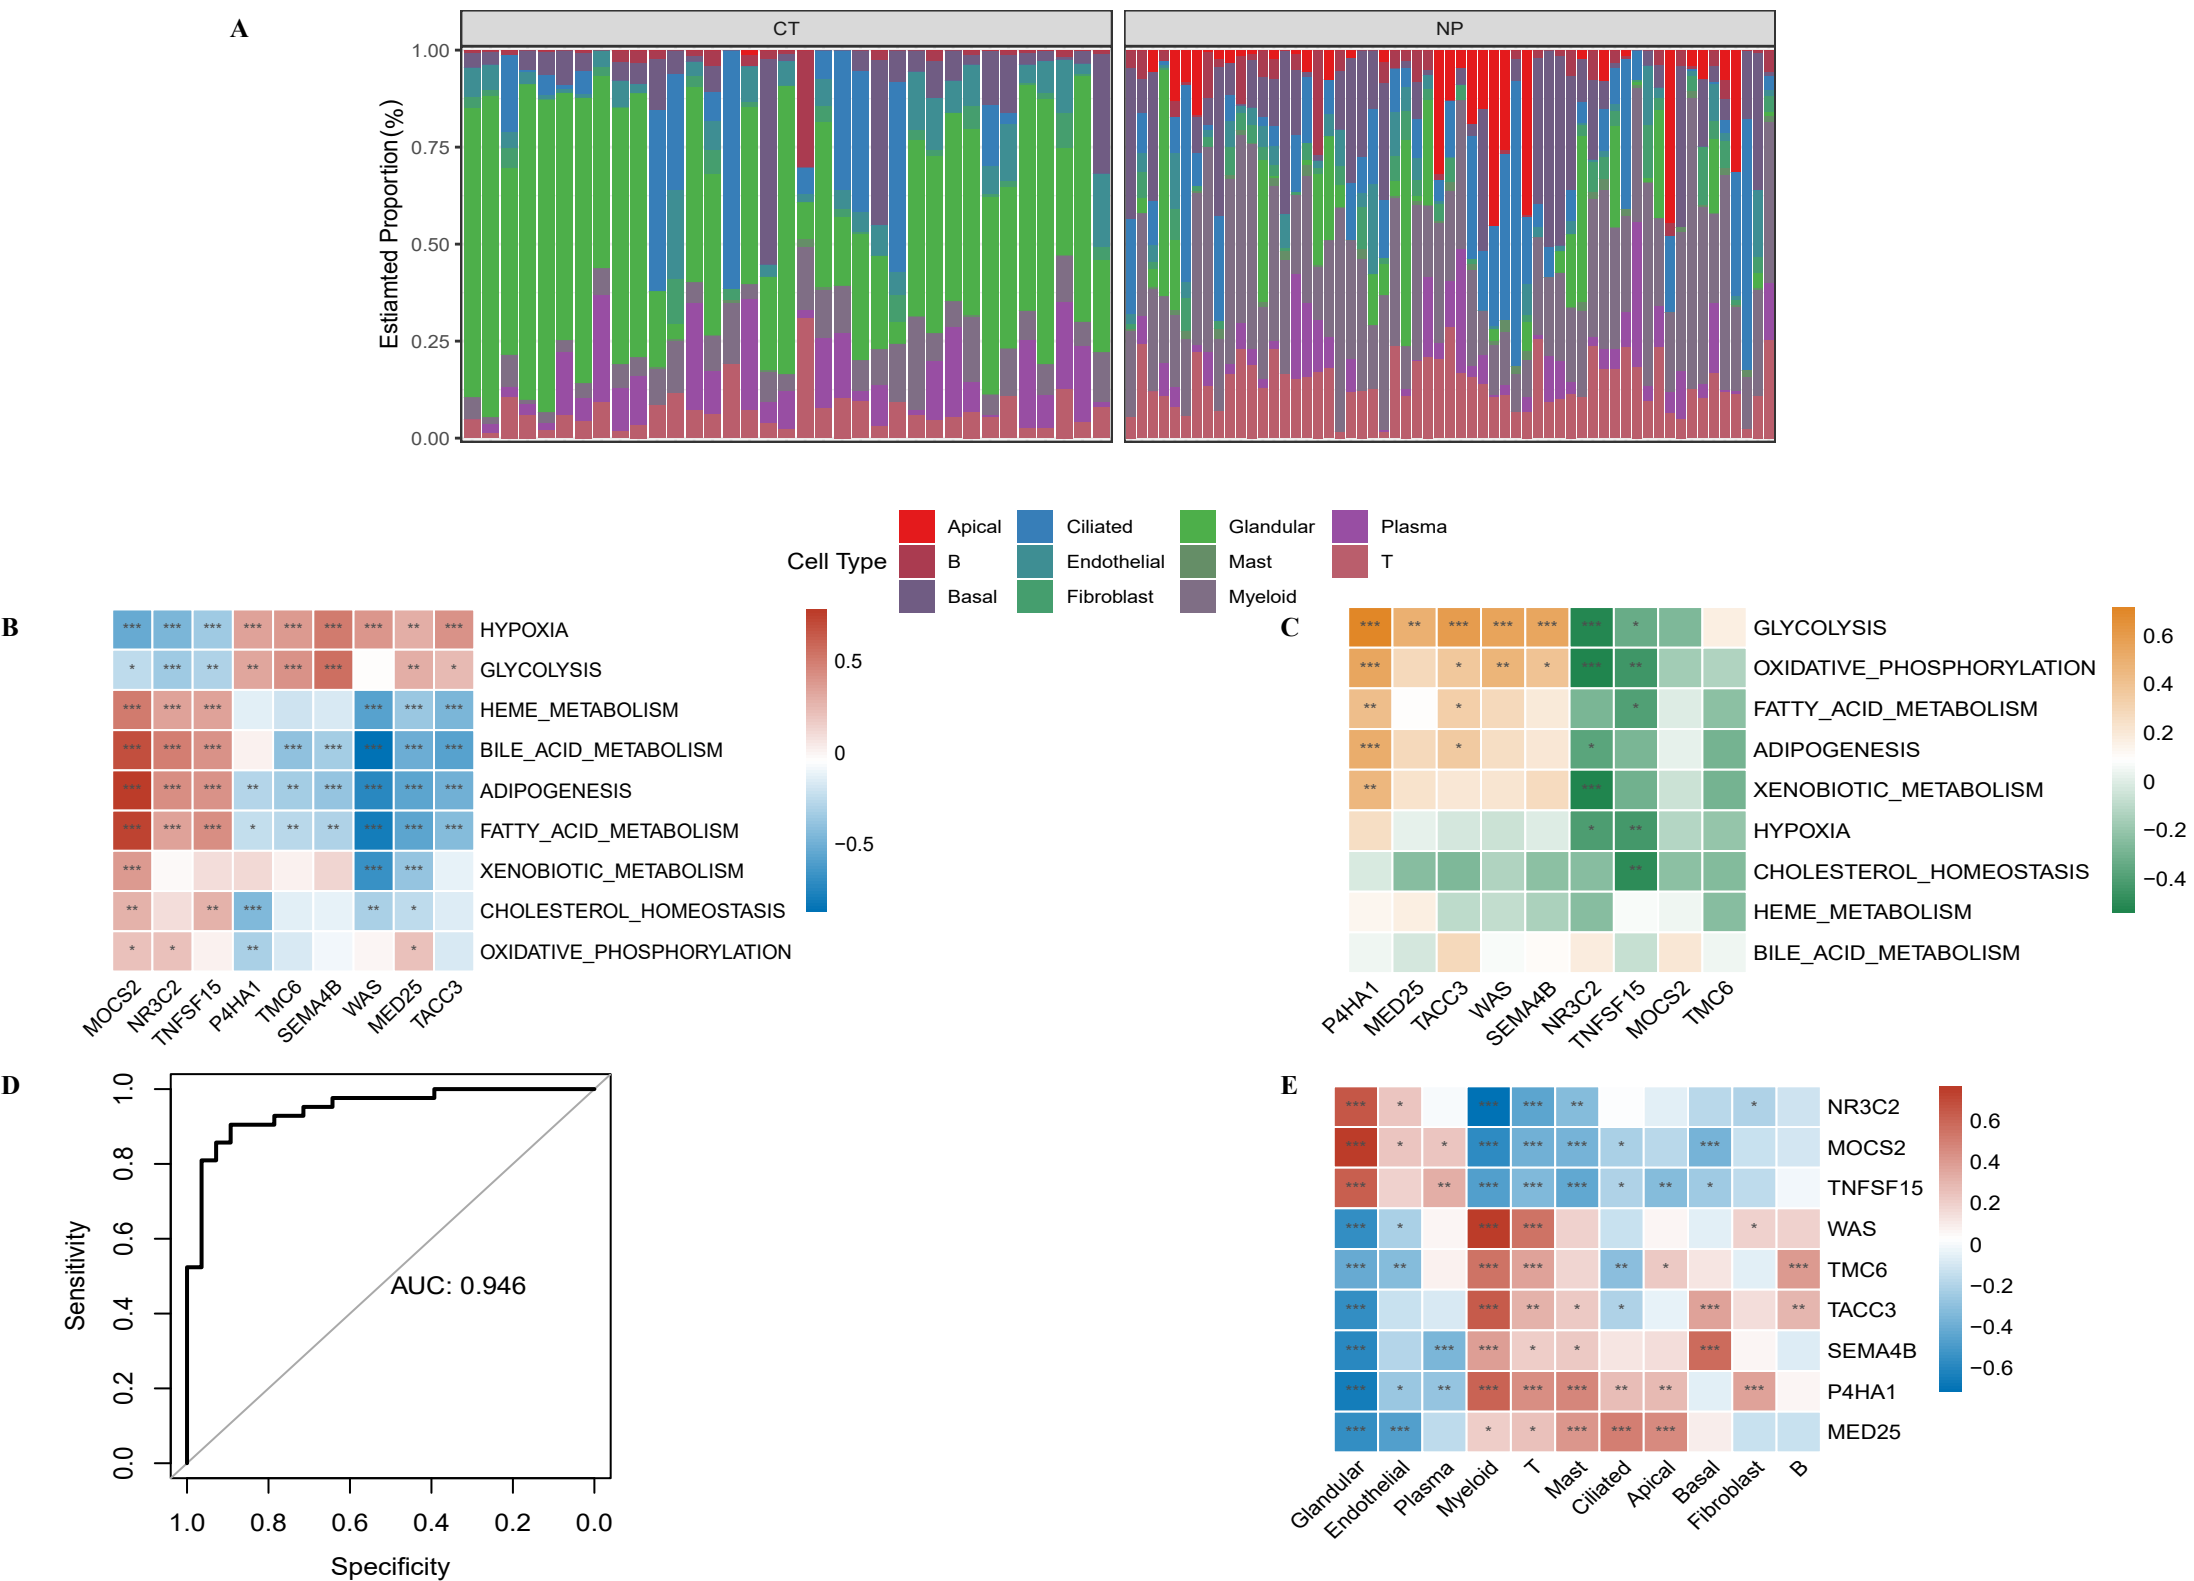 A
CT
NP
Estiamted Proportion (%)
1.00
0.75
0.50
0.25
0.00
Cell Type
Apical
Ciliated
Glandular
Plasma
B
Endothelial
Mast
T
Basal
Fibroblast
Myeloid
B
*** *** *** *** *** *** *** ** *** HYPOXIA
* *** ** ** *** *** ** * GLYCOLYSIS
*** *** *** *** *** *** HEME_METABOLISM
*** *** *** *** *** *** *** *** BILE_ACID_METABOLISM
*** *** *** ** ** *** *** *** *** ADIPOGENESIS
*** *** *** * ** ** *** *** *** FATTY_ACID_METABOLISM
*** *** *** XENOBIOTIC_METABOLISM
** ** *** ** * CHOLESTEROL_HOMEOSTASIS
* * ** * OXIDATIVE_PHOSPHORYLATION
MOCS2
NR3C2
TNFSF15
P4HA1
TMC6
SEMA4B
WAS
MED25
TACC3
0.5
0
−0.5
C
*** ** *** *** *** *** * GLYCOLYSIS
*** * ** * *** ** OXIDATIVE_PHOSPHORYLATION
** * * FATTY_ACID_METABOLISM
*** * * ADIPOGENESIS
** *** XENOBIOTIC_METABOLISM
* ** HYPOXIA
** CHOLESTEROL_HOMEOSTASIS
HEME_METABOLISM
BILE_ACID_METABOLISM
P4HA1
MED25
TACC3
WAS
SEMA4B
NR3C2
TNFSF15
MOCS2
TMC6
0.6
0.4
0.2
0
−0.2
−0.4
D
Sensitivity
1.0
0.8
0.6
0.4
0.2
0.0
AUC: 0.946
1.0 0.8 0.6 0.4 0.2 0.0
Specificity
E
*** * *** *** ** * NR3C2
*** * * *** *** *** * *** MOCS2
*** ** *** *** *** * ** * TNFSF15
*** * *** *** * WAS
*** ** *** *** ** * *** TMC6
*** *** ** * * *** ** TACC3
*** *** *** * * *** SEMA4B
*** * ** *** *** *** ** ** *** P4HA1
*** *** * * *** *** *** MED25
Glandular
Endothelial
Plasma
Myeloid
T
Mast
Ciliated
Apical
Basal
Fibroblast
B
0.6
0.4
0.2
0
−0.2
−0.4
−0.6